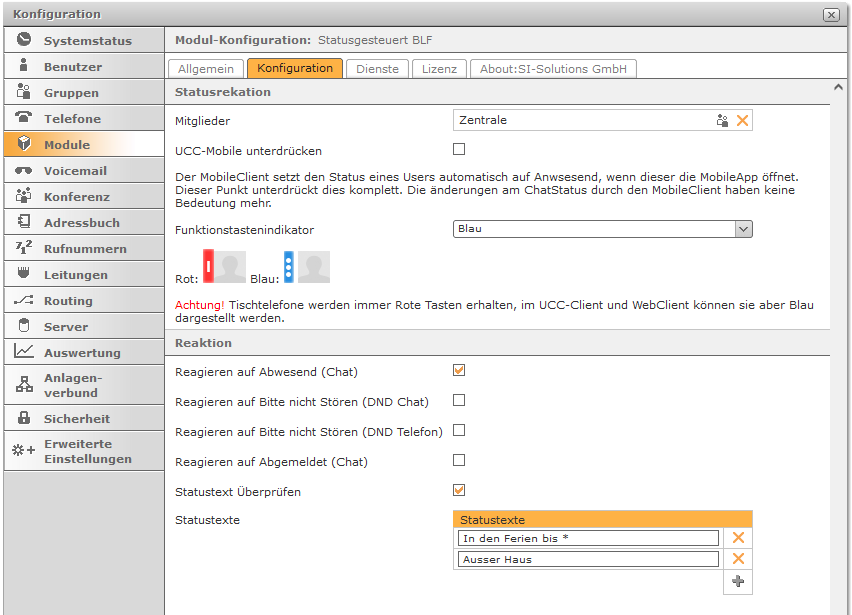 Konfiguration
Systemstatus
Benutzer
Gruppen
Telefone
Module
Voicemail
Konferenz
Adressbuch
Rufnummern
Leitungen
Routing
Server
Auswertung
Anlagen-
verbund
Sicherheit
Erweiterte
Einstellungen
Modul-Konfiguration: Statusgesteuert BLF
Allgemein Konfiguration Dienste Lizenz About:SI-Solutions GmbH
Statusrekation
Mitglieder Zentrale
UCC-Mobile unterdrücken
Der MobileClient setzt den Status eines Users automatisch auf Anwsesend, wenn dieser die MobileApp öffnet.
Dieser Punkt unterdrückt dies komplett. Die änderungen am ChatStatus durch den MobileClient haben keine
Bedeutung mehr.
Funktionstastenindikator Blau
Rot: Blau:
Achtung! Tischtelefone werden immer Rote Tasten erhalten, im UCC-Client und WebClient können sie aber Blau
dargestellt werden.
Reaktion
Reagieren auf Abwesend (Chat)
Reagieren auf Bitte nicht Stören (DND Chat)
Reagieren auf Bitte nicht Stören (DND Telefon)
Reagieren auf Abgemeldet (Chat)
Statustext Überprüfen
Statustexte Statustexte
In den Ferien bis *
Ausser Haus